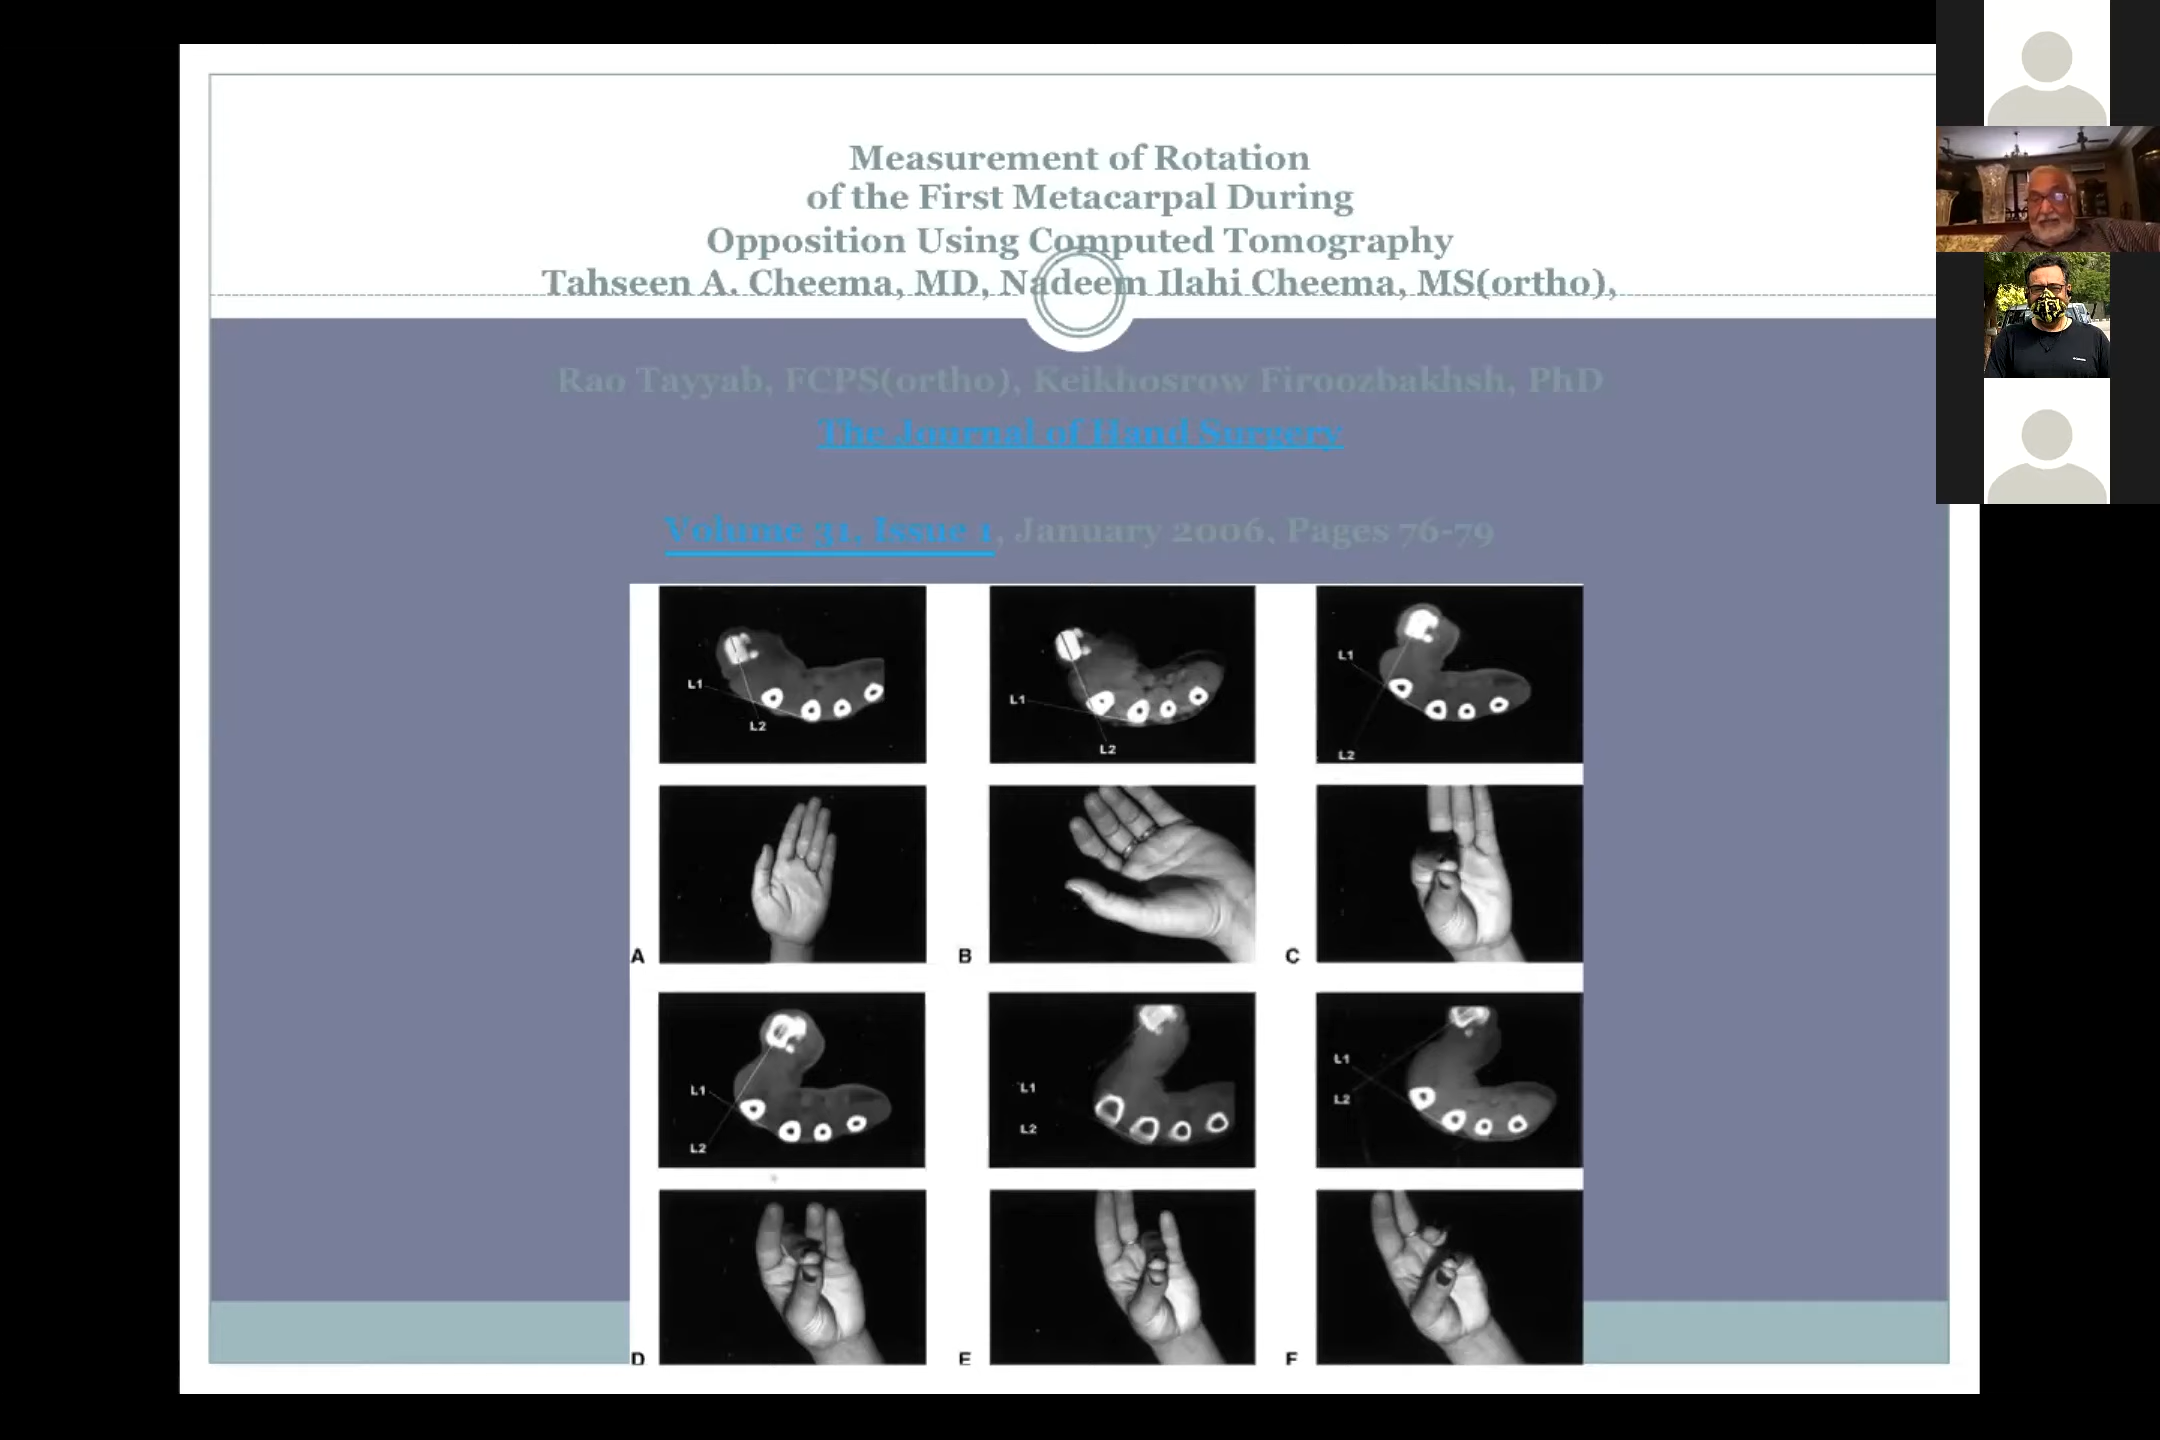 Measurement of Rotation
of the First Metacarpal During
Opposition Using Computed Tomography
Tahseen A. Cheema, MD, Nadeem Ilahi Cheema, MS(ortho),
Rao Tayyab, FCPS(ortho), Keikhosrow Firoozbakhsh, PhD
The Journal of Hand Surgery
Volume 31, Issue 1, January 2006, Pages 76-79
L1
L2
L1
L2
L1
L2
A
B
C
L1
L2
L1
L2
L1
L2
D
E
F